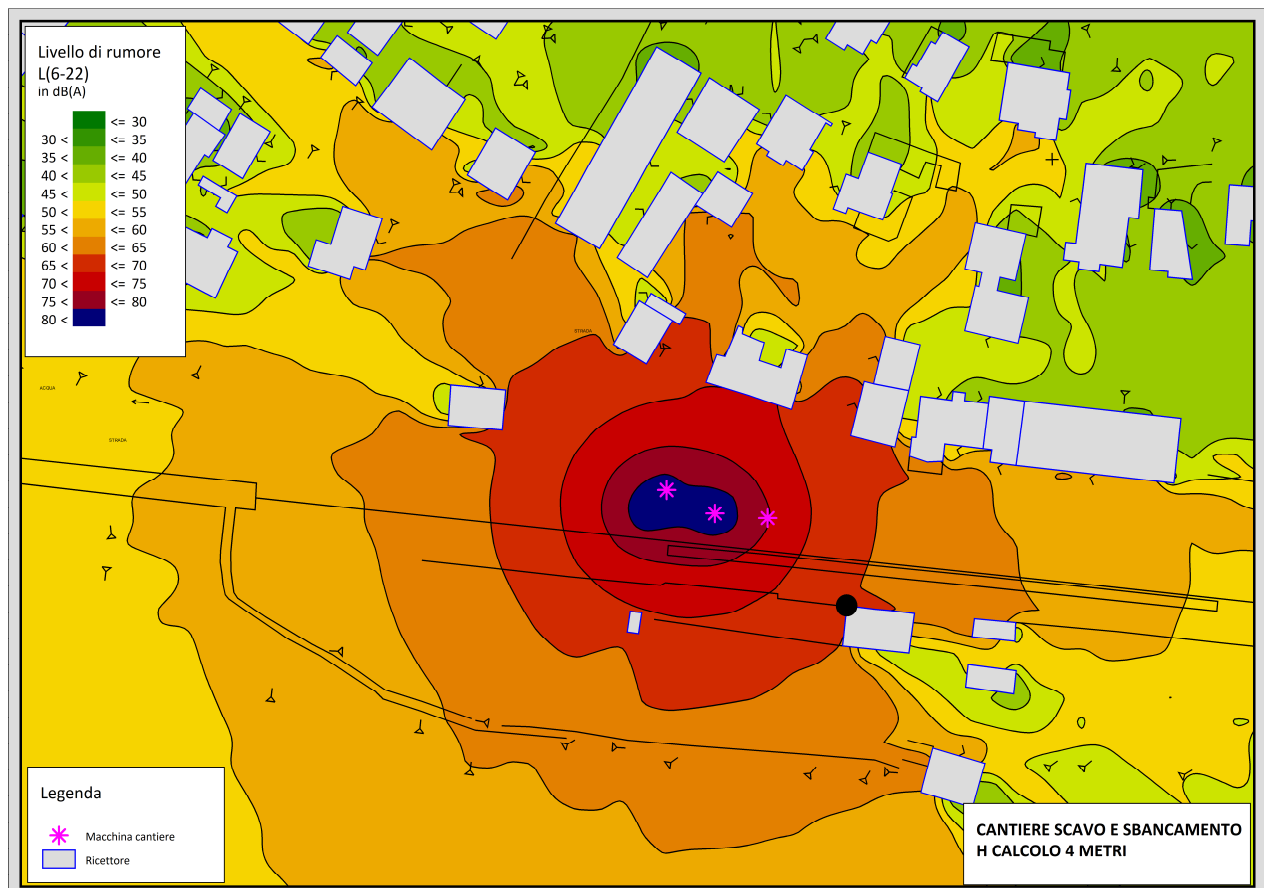 Livello di rumore
L(6-22)
in dB(A)
<= 30
30 < <= 35
35 < <= 40
40 < <= 45
45 < <= 50
50 < <= 55
55 < <= 60
60 < <= 65
65 < <= 70
70 < <= 75
75 < <= 80
80 <
STRADA
ACQUA
STRADA
Legenda
Macchina cantiere
Ricettore
CANTIERE SCAVO E SBANCAMENTO
H CALCOLO 4 METRI